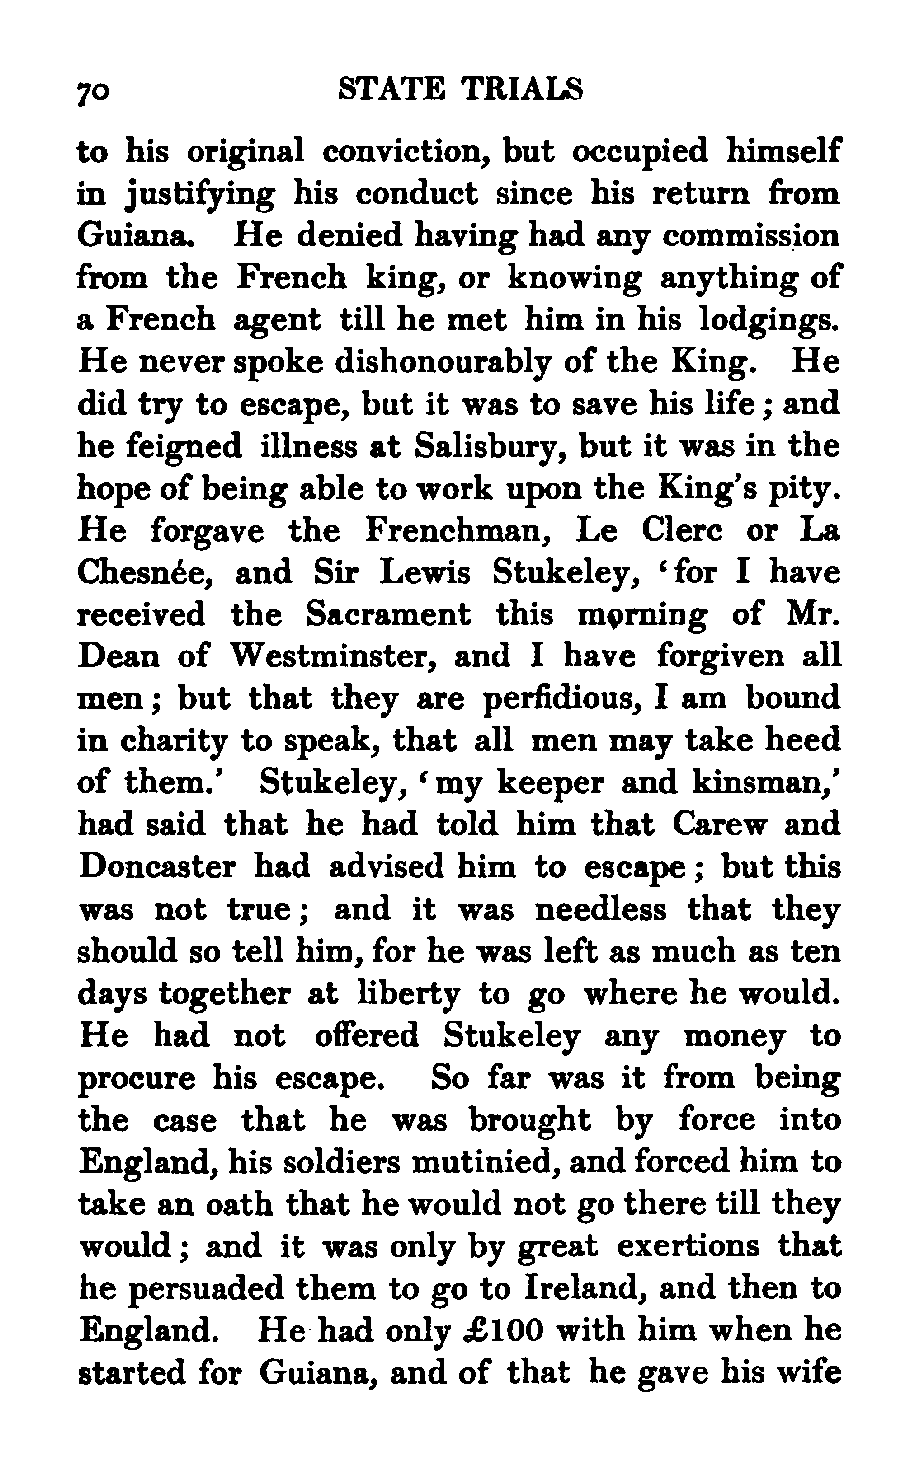 70 STATE TRIALS
to his original conviction, but occupied himself
in justifying his conduct since his return from
Guiana. He denied having had any commission
from the French king, or knowing anything of
a French agent till he met him in his lodgings.
He never spoke dishonourably of the King. He
did try to escape, but it was to save his life; and
he feigned illness at Salisbury, but it was in the
hope of being able to work upon the King's pity.
He forgave the Frenchman, Le Clerc or La
Chesnée, and Sir Lewis Stukeley, 'for I have
received the Sacrament this morning of Mr.
Dean of Westminster, and I have forgiven all
men; but that they are perfidious, I am bound
in charity to speak, that all men may take heed
of them.' Stukeley, 'my keeper and kinsman,'
had said that he had told him that Carew and
Doncaster had advised him to escape; but this
was not true; and it was needless that they
should so tell him, for he was left as much as ten
days together at liberty to go where he would.
He had not offered Stukeley any money to
procure his escape. So far was it from being
the case that he was brought by force into
England, his soldiers mutinied, and forced him to
take an oath that he would not go there till they
would; and it was only by great exertions that
he persuaded them to go to Ireland, and then to
England. He had only £100 with him when he
started for Guiana, and of that he gave his wife